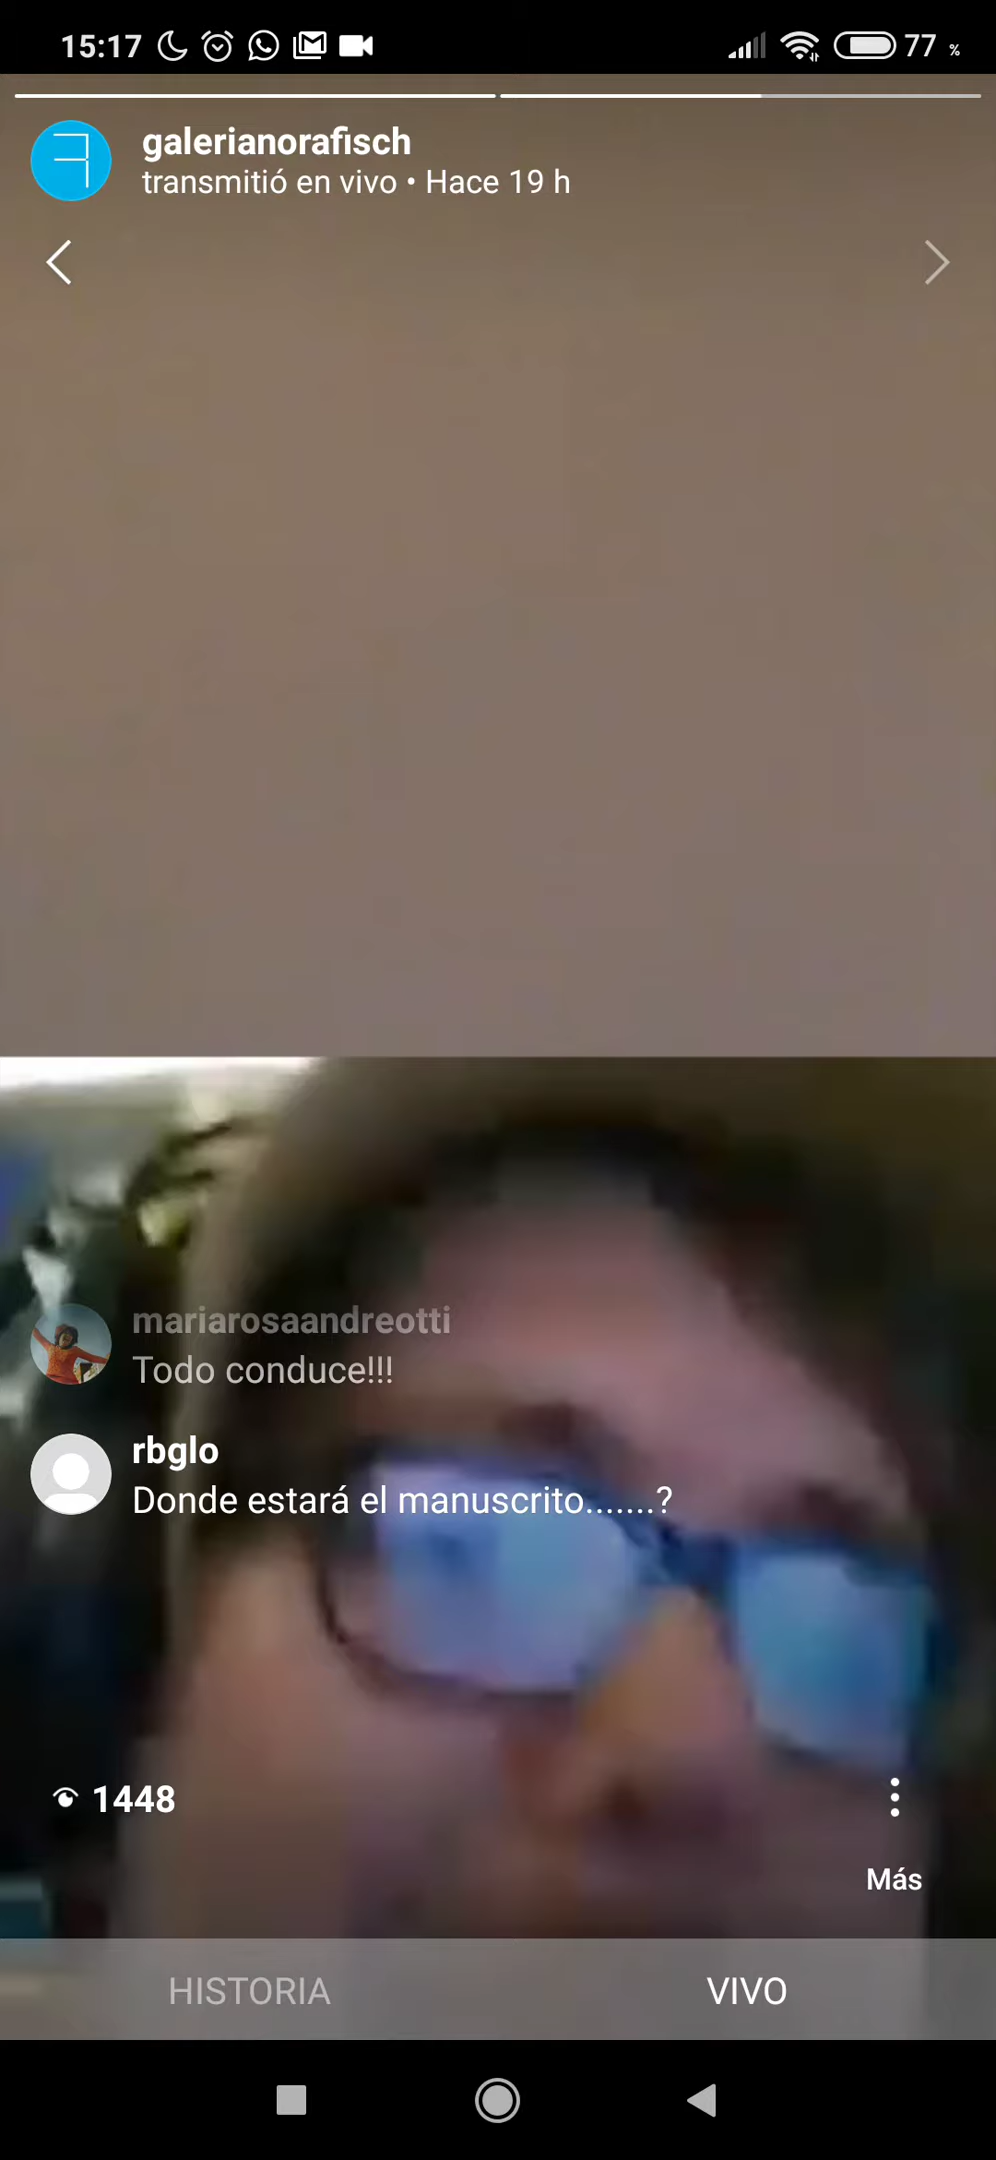 15:17
77 %
galerianorafisch
transmitió en vivo • Hace 19 h
mariarosaandreotti
Todo conduce!!!
rbglo
Donde estará el manuscrito.......?
1448
Más
HISTORIA
VIVO